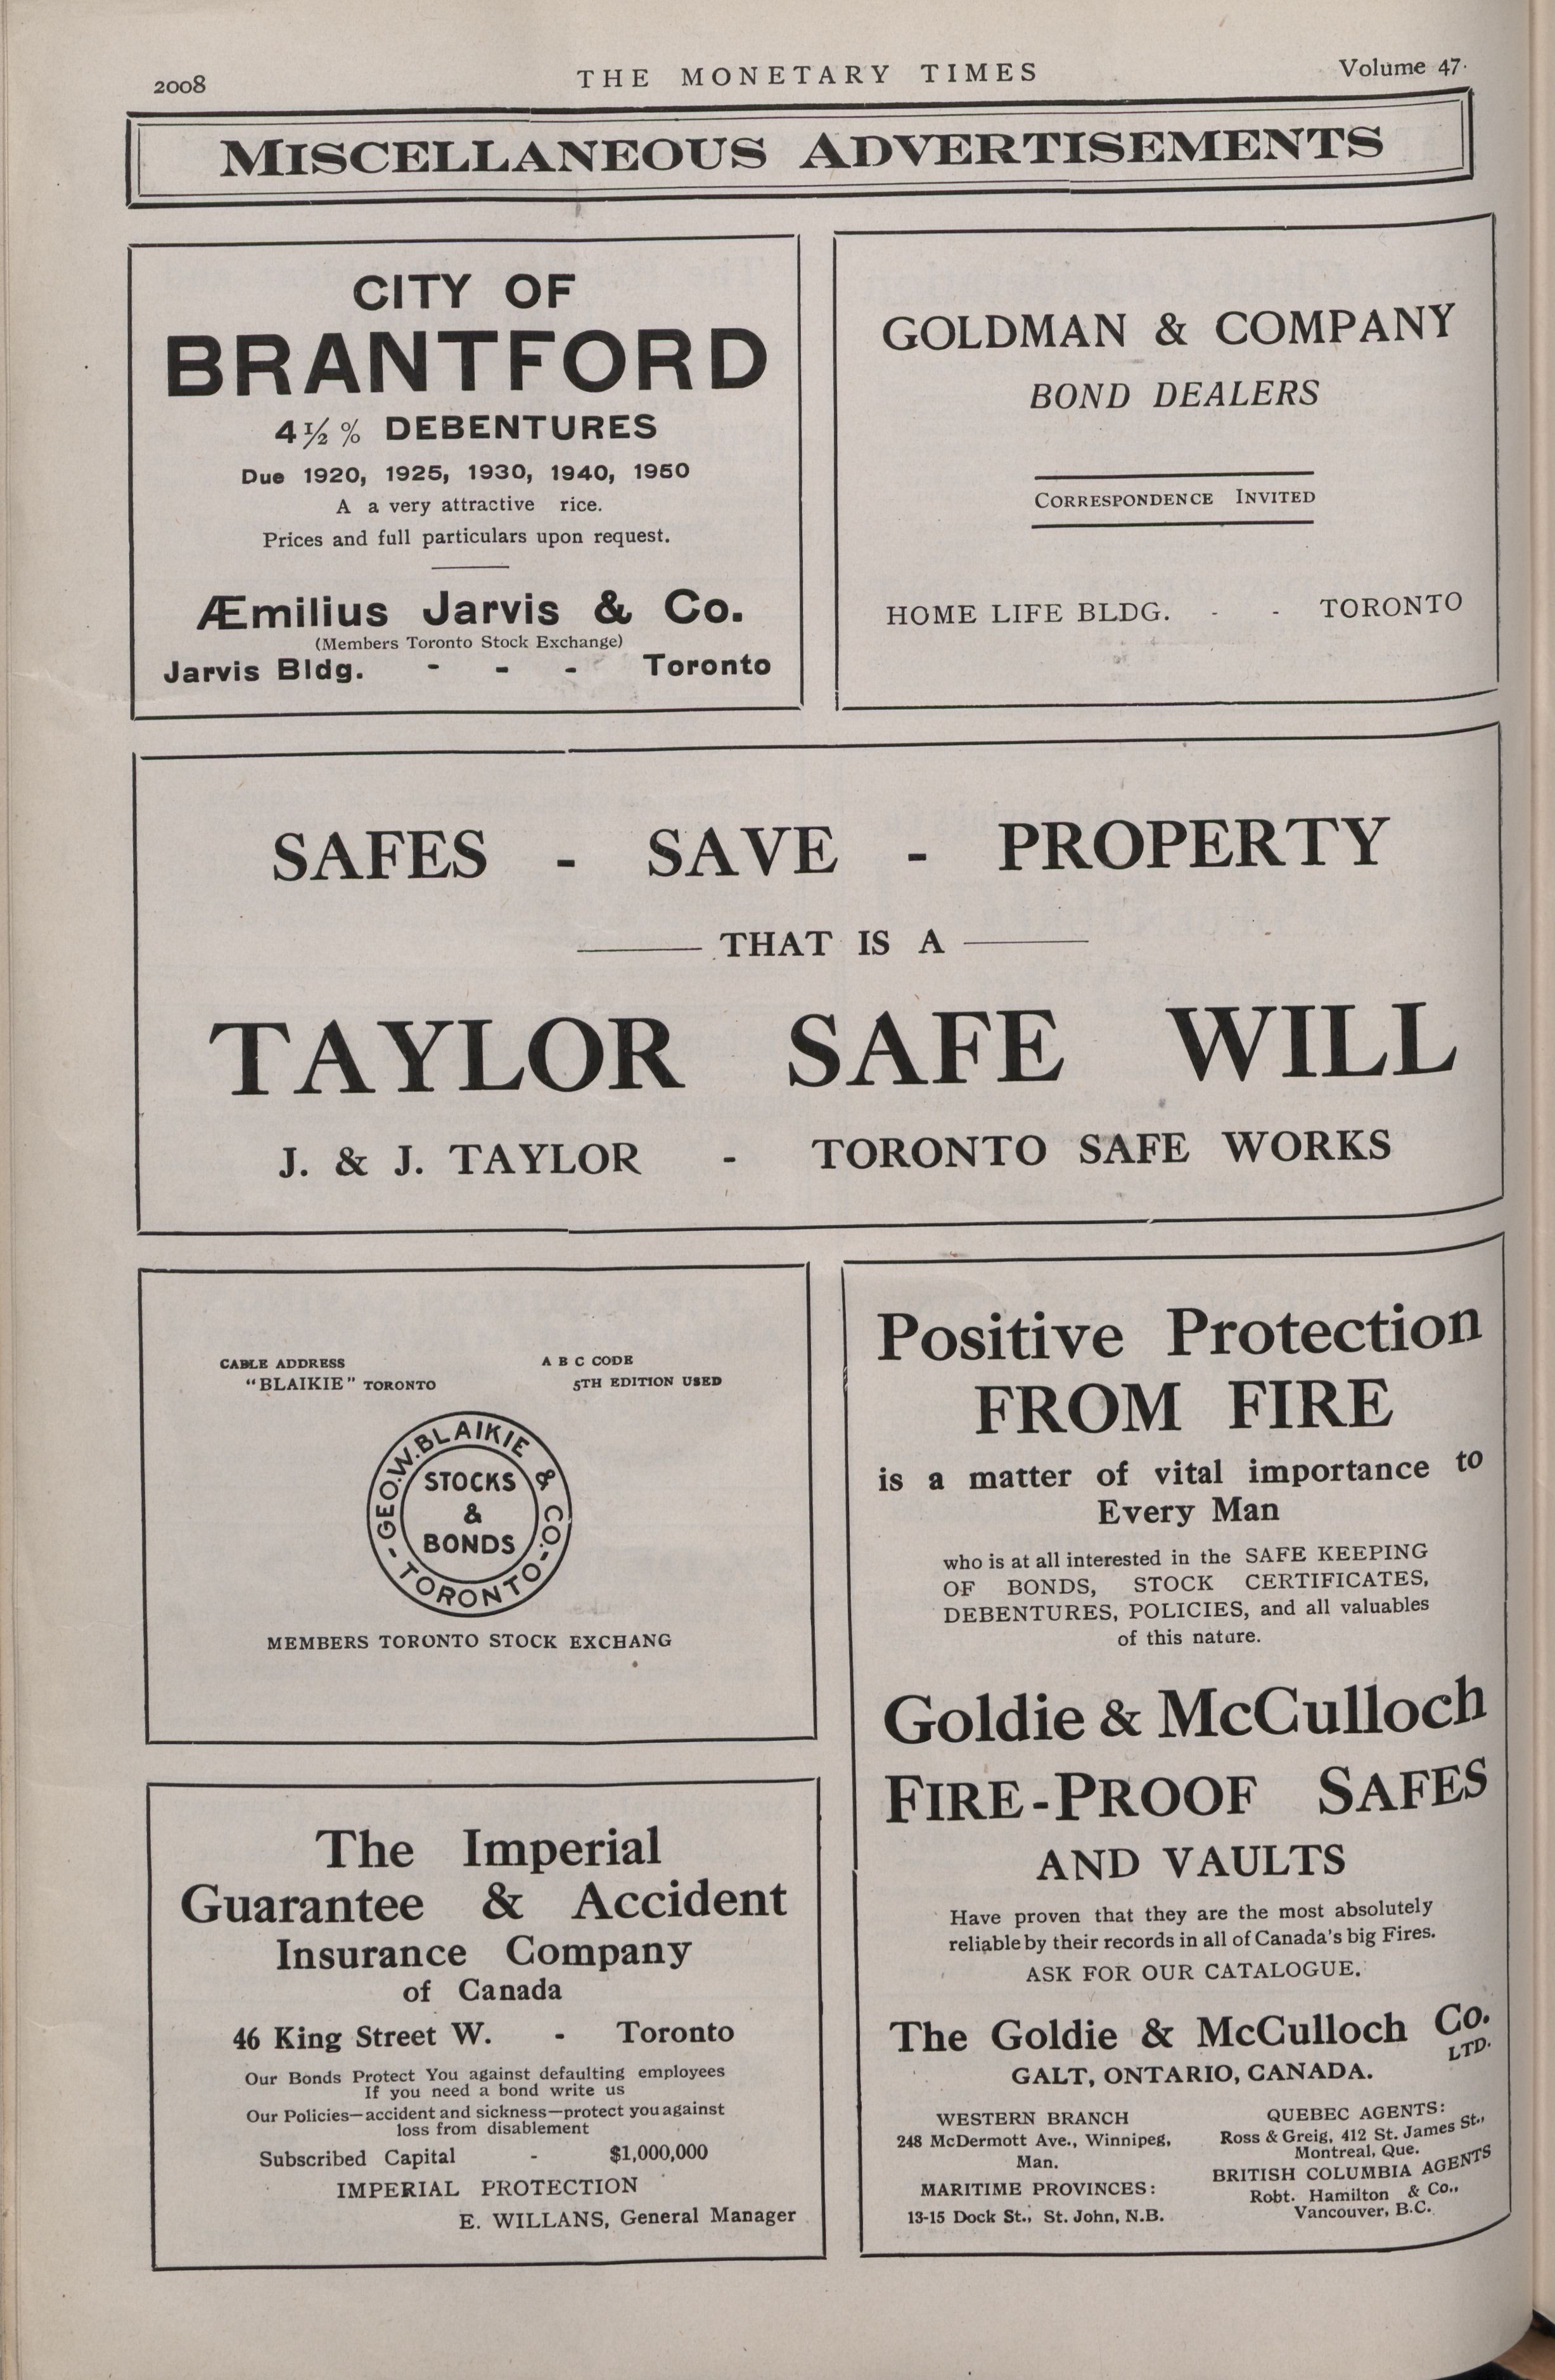 2008
THE MONETARY TIMES
Volume 47.
MISCELLANEOUS ADVERTISEMENTS
CITY OF
BRANTFORD
4½ % DEBENTURES
Due 1920, 1925, 1930, 1940, 1950
A a very attractive rice.
Prices and full particulars upon request.
Æmilius Jarvis & Co.
(Members Toronto Stock Exchange)
Jarvis Bldg. - - - Toronto
GOLDMAN & COMPANY
BOND DEALERS
CORRESPONDENCE INVITED
HOME LIFE BLDG. - - TORONTO
SAFES - SAVE - PROPERTY
THAT IS A
TAYLOR SAFE WILL
J. & J. TAYLOR - TORONTO SAFE WORKS
CABLE ADDRESS
"BLAIKIE" TORONTO
A B C CODE
5TH EDITION USED
GEO.W.BLAIKIE & CO.-TORONTO-
STOCKS
&
BONDS
MEMBERS TORONTO STOCK EXCHANG
The Imperial
Guarantee & Accident
Insurance Company
of Canada
46 King Street W. - Toronto
Our Bonds Protect You against defaulting employees
If you need a bond write us
Our Policies—accident and sickness—protect you against
loss from disablement
Subscribed Capital - $1,000,000
IMPERIAL PROTECTION
E. WILLANS, General Manager
Positive Protection
FROM FIRE
is a matter of vital importance to
Every Man
who is at all interested in the SAFE KEEPING
OF BONDS, STOCK CERTIFICATES,
DEBENTURES, POLICIES, and all valuables
of this nature.
Goldie & McCulloch
FIRE-PROOF SAFES
AND VAULTS
Have proven that they are the most absolutely
reliable by their records in all of Canada's big Fires.
ASK FOR OUR CATALOGUE.
The Goldie & McCulloch Co.
LTD.
GALT, ONTARIO, CANADA.
WESTERN BRANCH
248 McDermott Ave., Winnipeg,
Man.
MARITIME PROVINCES:
13-15 Dock St., St. John, N.B.
QUEBEC AGENTS:
Ross & Greig, 412 St. James St.,
Montreal, Que.
BRITISH COLUMBIA AGENTS
Robt. Hamilton & Co.,
Vancouver, B.C.